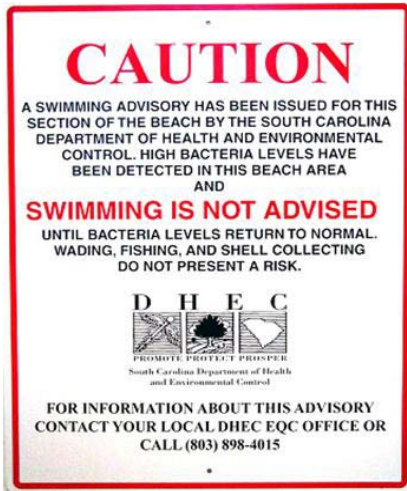 CAUTION
A SWIMMING ADVISORY HAS BEEN ISSUED FOR THIS
SECTION OF THE BEACH BY THE SOUTH CAROLINA
DEPARTMENT OF HEALTH AND ENVIRONMENTAL
CONTROL. HIGH BACTERIA LEVELS HAVE
BEEN DETECTED IN THIS BEACH AREA
AND
SWIMMING IS NOT ADVISED
UNTIL BACTERIA LEVELS RETURN TO NORMAL.
WADING, FISHING, AND SHELL COLLECTING
DO NOT PRESENT A RISK.
D H E C
PROMOTE PROTECT PROSPER
South Carolina Department of Health
and Environmental Control
FOR INFORMATION ABOUT THIS ADVISORY
CONTACT YOUR LOCAL DHEC EQC OFFICE OR
CALL (803) 898-4015